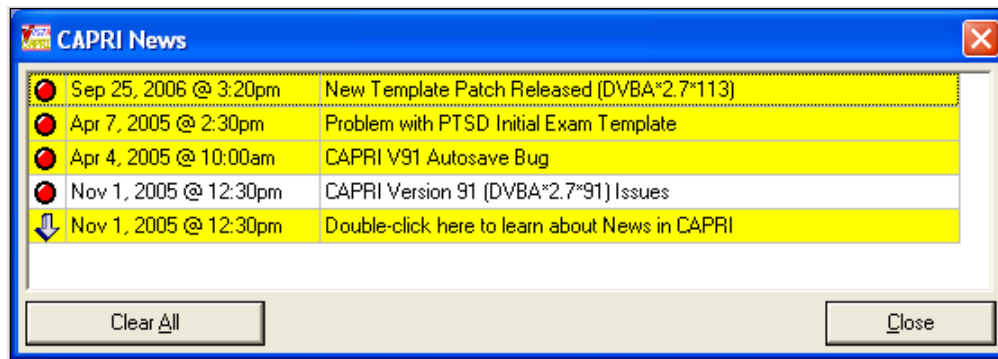 CAPRI News
Sep 25, 2006 @ 3:20pm New Template Patch Released (DVBA*2.7*113)
Apr 7, 2005 @ 2:30pm Problem with PTSD Initial Exam Template
Apr 4, 2005 @ 10:00am CAPRI V91 Autosave Bug
Nov 1, 2005 @ 12:30pm CAPRI Version 91 (DVBA*2.7*91) Issues
Nov 1, 2005 @ 12:30pm Double-click here to learn about News in CAPRI
Clear All Close